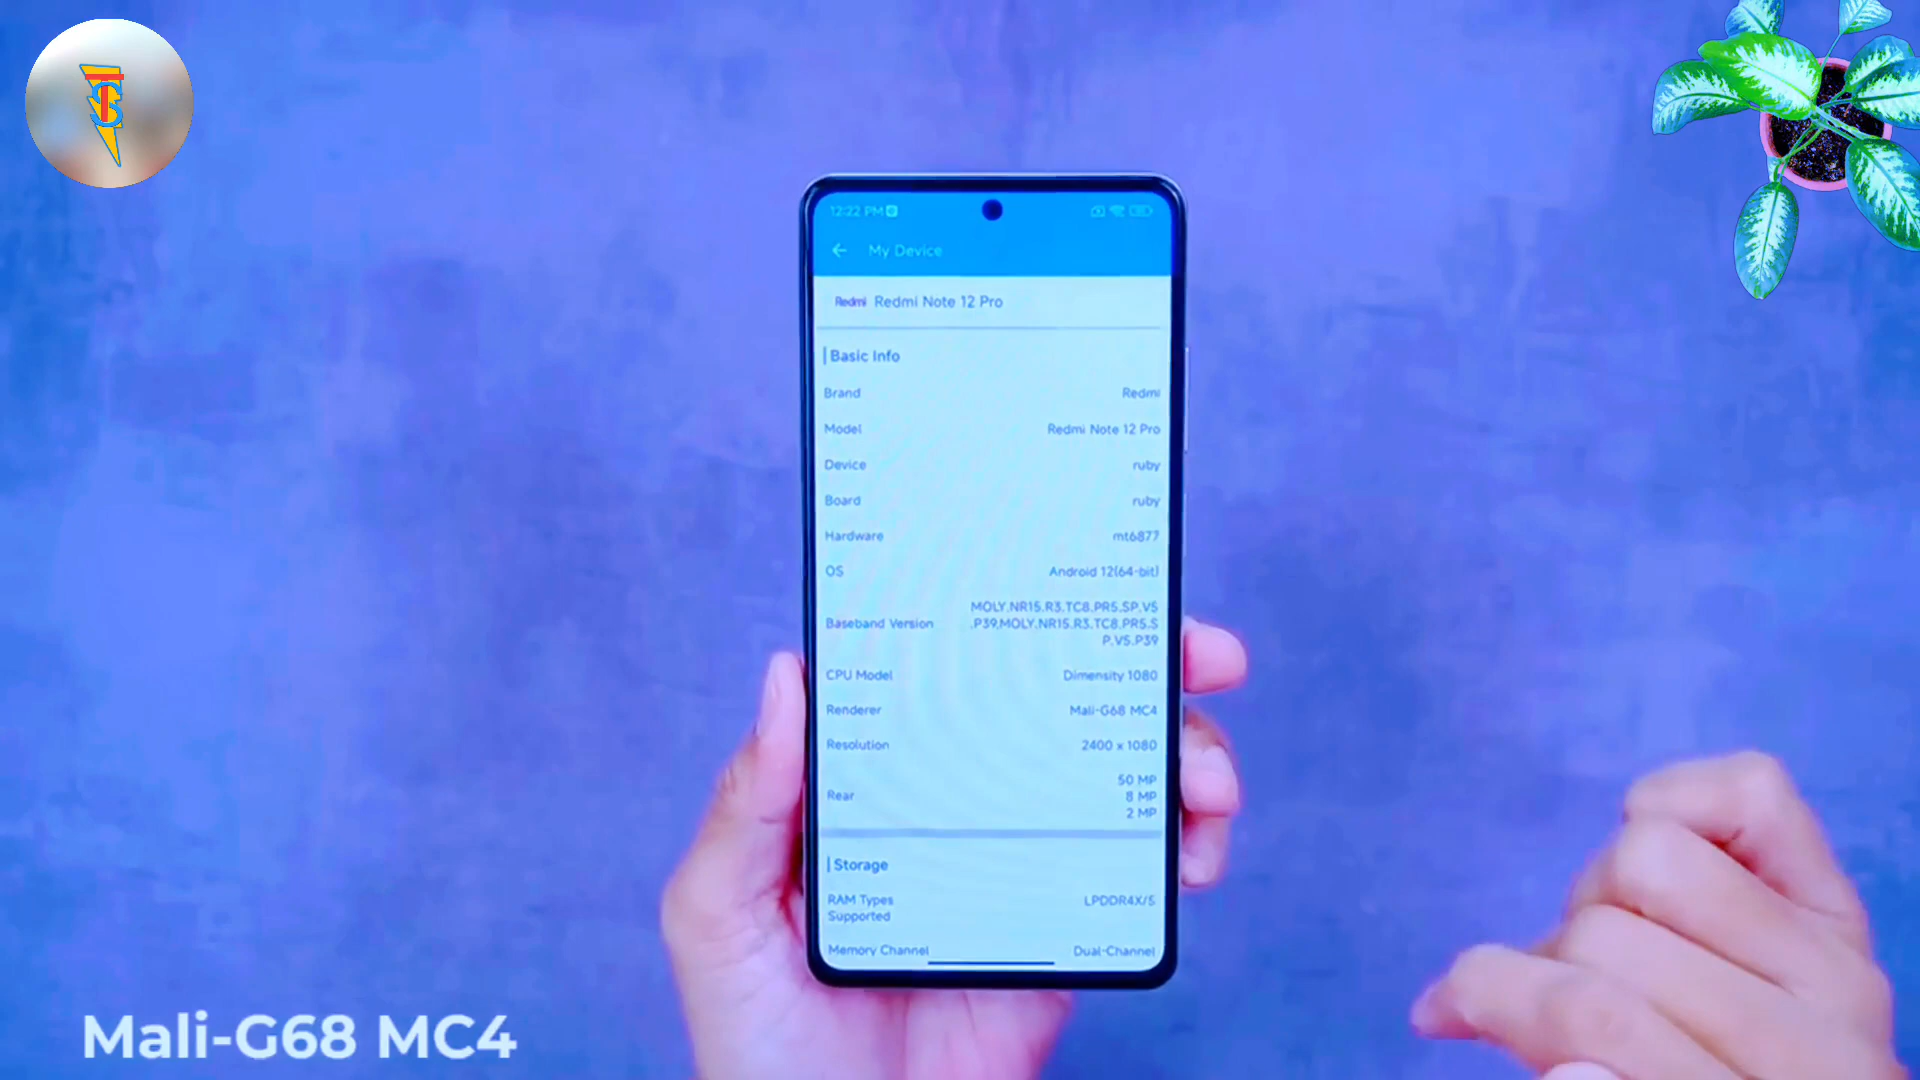 TS
12:22 PM
My Device
Redmi Redmi Note 12 Pro
Basic Info
Brand Redmi
Model Redmi Note 12 Pro
Device ruby
Board ruby
Hardware mt6877
OS Android 12(64-bit)
MOLY.NR15.R3.TC8.PR5.SP.V5
Baseband Version .P39,MOLY.NR15.R3.TC8.PR5.S
P.V5.P39
CPU Model Dimensity 1080
Renderer Mali-G68 MC4
Resolution 2400 x 1080
50 MP
Rear 8 MP
2 MP
Storage
RAM Types LPDDR4X/5
Supported
Memory Channel Dual-Channel
Mali-G68 MC4